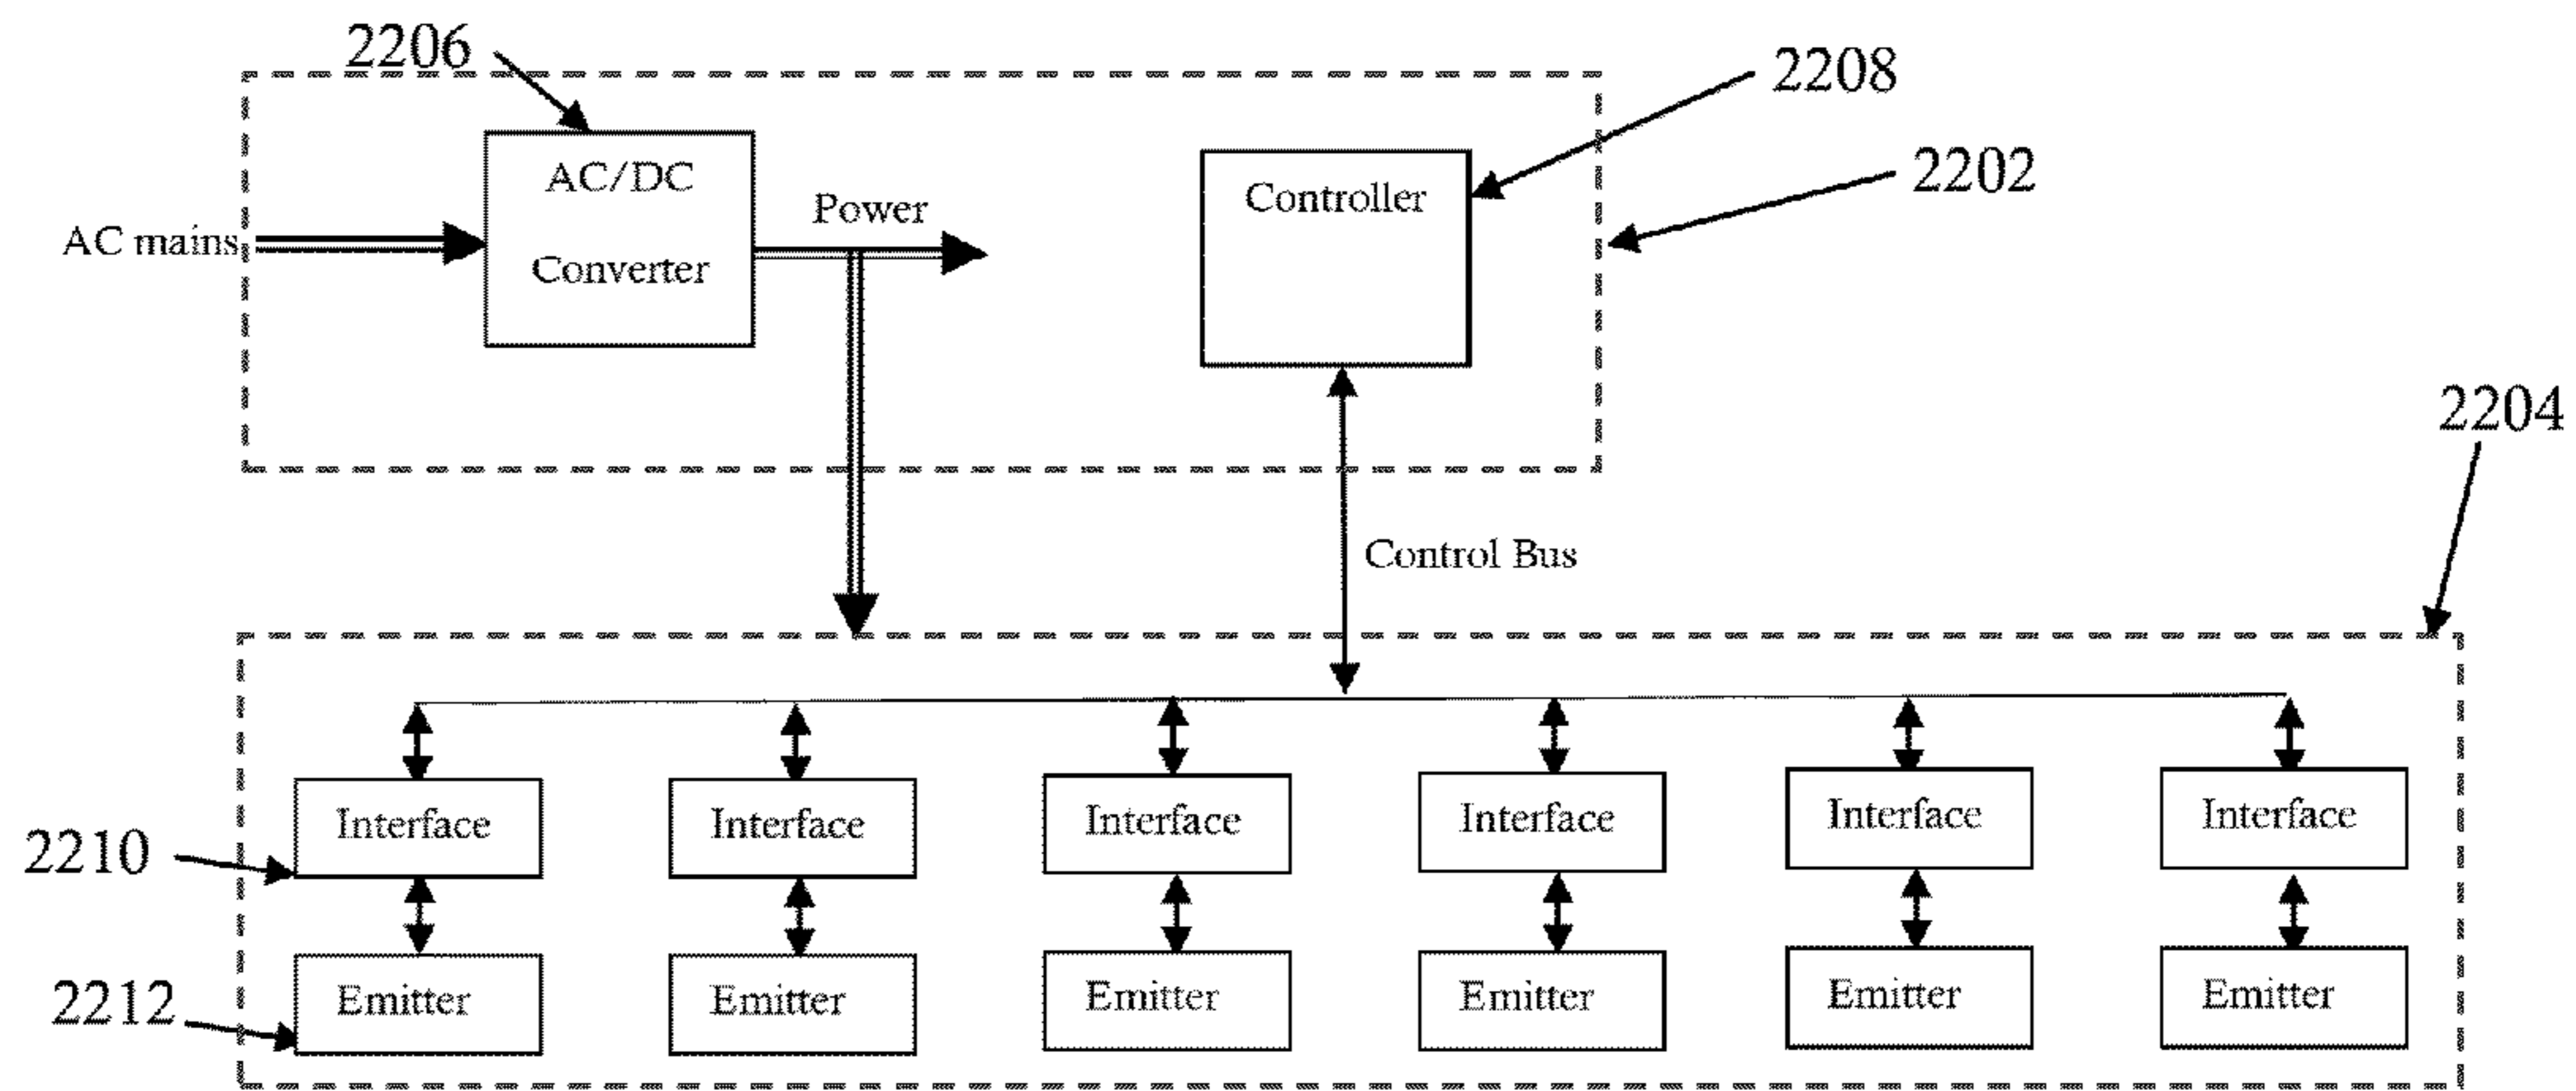 2206
2208
AC/DC
2202
Controller
Power
AC mains
Converter
2204
Control Bus
Interface Interface Interface Interface Interface Interface
2210
Emitter Emitter Emitter Emitter Emitter Emitter
2212